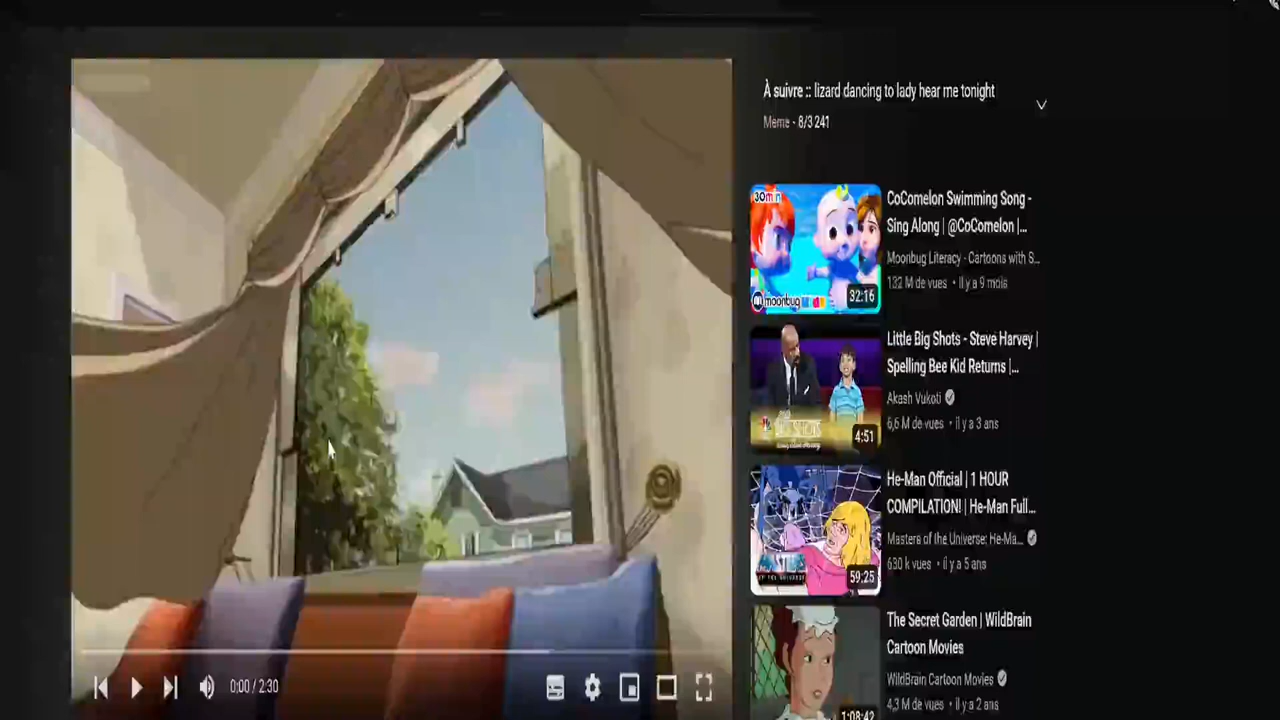 À suivre :: lizard dancing to lady hear me tonight
Meme - 8/3 241
30min
moonbug
32:16
CoComelon Swimming Song -
Sing Along | @CoComelon |...
Moonbug Literacy - Cartoons with S...
132 M de vues • il y a 9 mois
4:51
Little Big Shots - Steve Harvey |
Spelling Bee Kid Returns |...
Akash Vukoti
6,6 M de vues • il y a 3 ans
59:25
He-Man Official | 1 HOUR
COMPILATION! | He-Man Full...
Masters of the Universe: He-Ma...
630 k vues • il y a 5 ans
1:08:42
The Secret Garden | WildBrain
Cartoon Movies
WildBrain Cartoon Movies
4,3 M de vues • il y a 2 ans
0:00 / 2:30